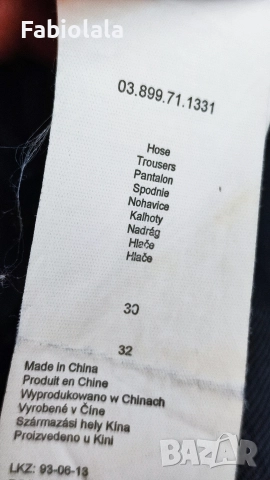 Fabiolala
03.899.71.1331
Hose
Trousers
Pantalon
Spodnie
Nohavice
Kalhoty
Nadrág
Hlače
Hlače
30
32
Made in China
Produit en Chine
Wyprodukowano w Chinach
Vyrobené v Číne
Származási hely Kína
Proizvedeno u Kini
LKZ: 93-06-13
BAZAR